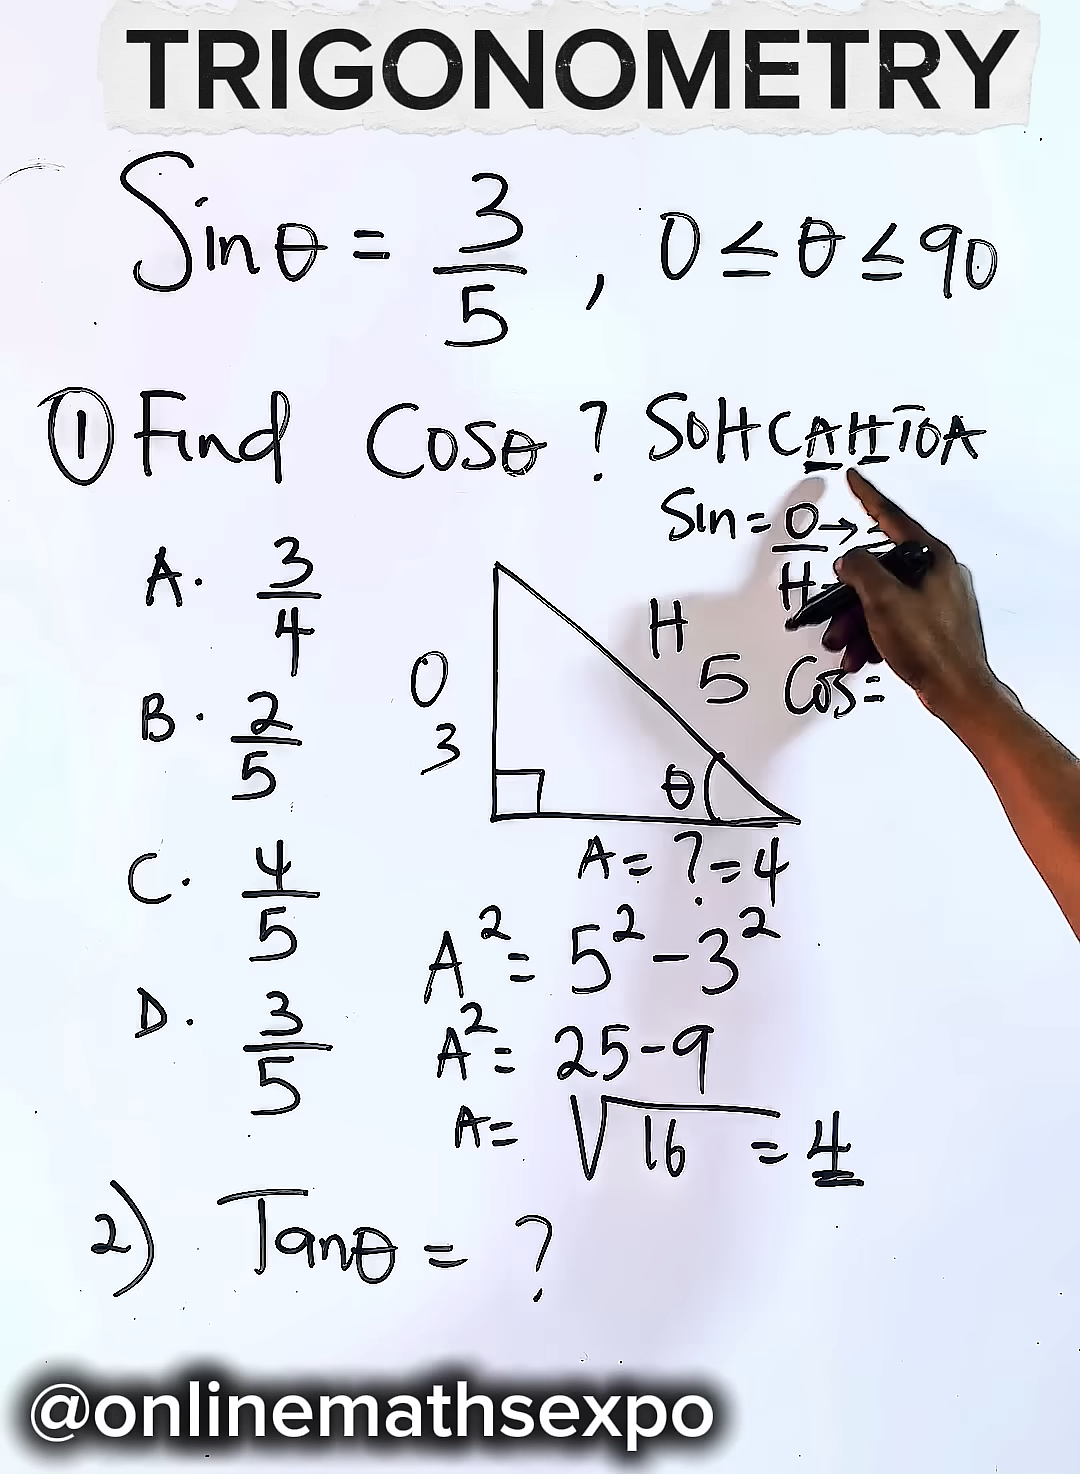 TRIGONOMETRY
Sinθ = 3/5 , 0 ≤ θ ≤ 90
① Find Cosθ ? SOHCAHTOA
Sin = O/H →
A. 3/4
H
5
Cos =
O
3
B. 2/5
θ
A = ? = 4
C. 4/5
A² = 5² - 3²
D. 3/5
A² = 25 - 9
A = √16 = 4
2) Tanθ = ?
@onlinemathsexpo